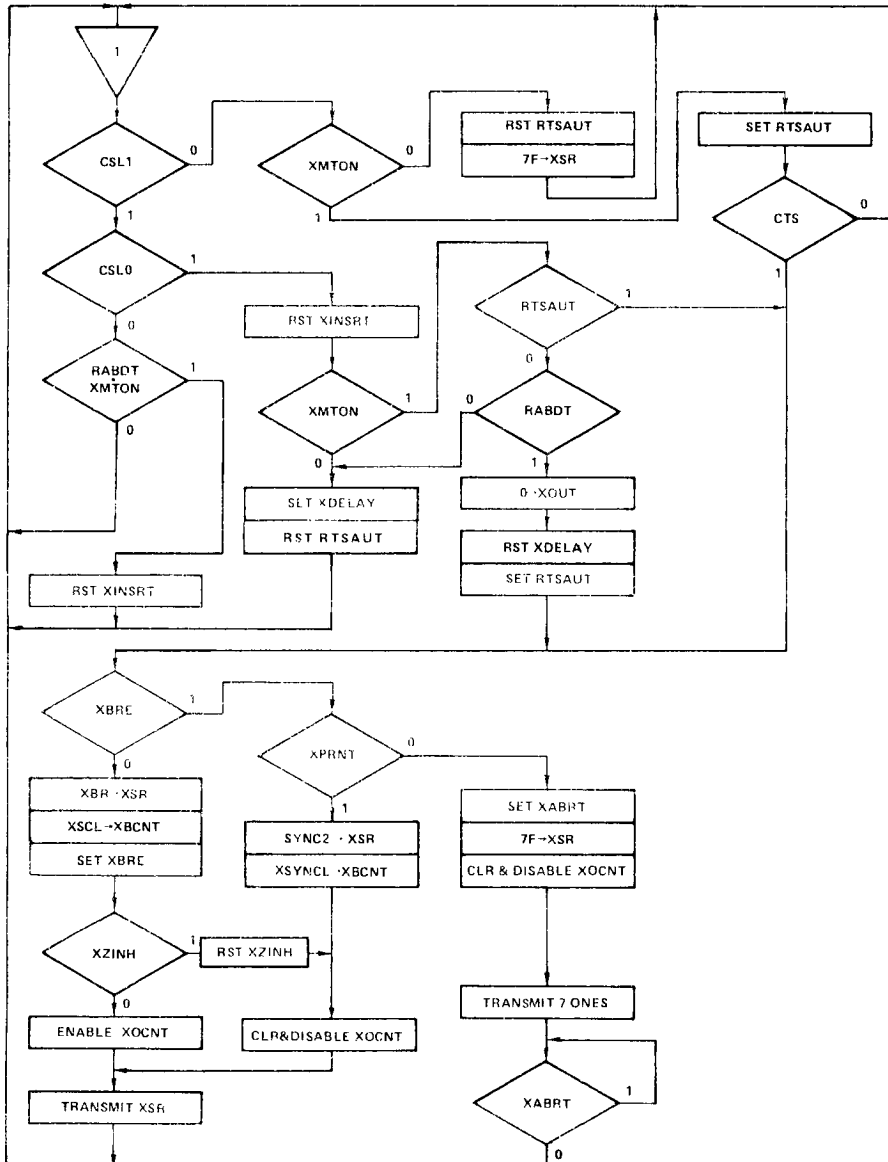 1
CSL1
0
1
XMTON
0
1
RST RTSAUT
7F→XSR
SET RTSAUT
CTS
0
1
CSL0
1
0
RST XINSRT
RTSAUT
1
0
RABDT
·
XMTON
1
0
XMTON
1
0
RABDT
0
1
SET XDELAY
RST RTSAUT
0→XOUT
RST XDELAY
SET RTSAUT
RST XINSRT
XBRE
1
0
XPRNT
0
1
XBR→XSR
XSCL→XBCNT
SET XBRE
SYNC2→XSR
XSYNCL→XBCNT
SET XABRT
7F→XSR
CLR & DISABLE XOCNT
XZINH
1
0
RST XZINH
TRANSMIT 7 ONES
ENABLE XOCNT
CLR&DISABLE XOCNT
TRANSMIT XSR
XABRT
1
0